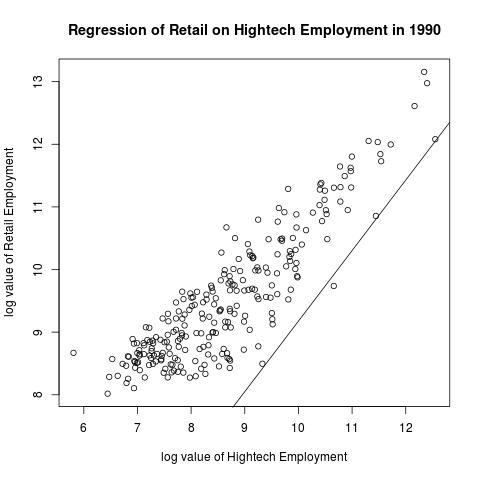 Regression of Retail on Hightech Employment in 1990
log value of Retail Employment
13
12
11
10
9
8
6 7 8 9 10 11 12
log value of Hightech Employment